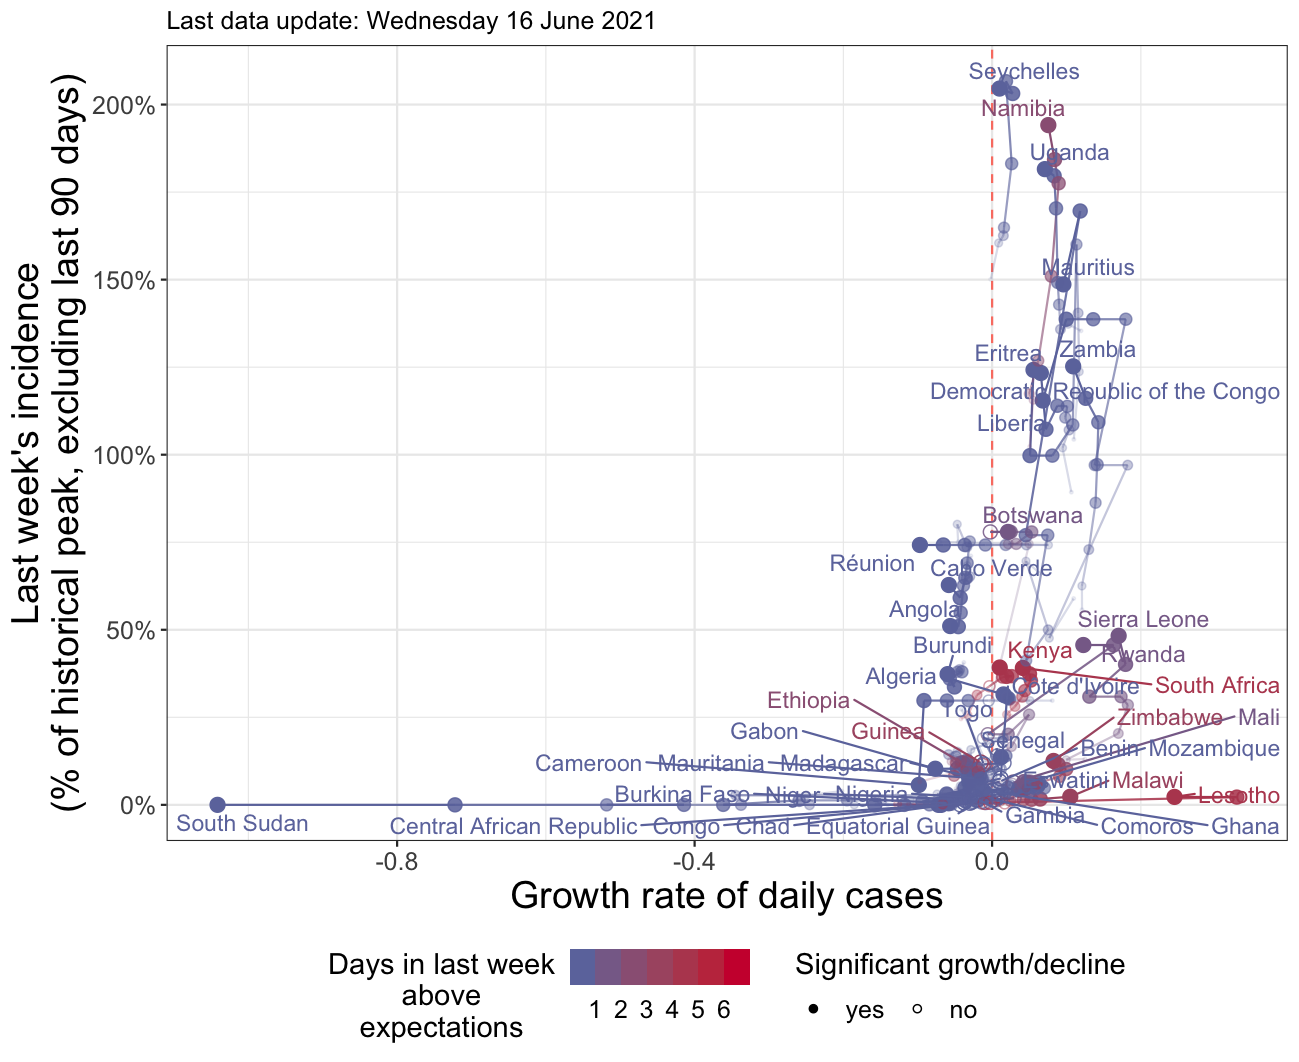 Last data update: Wednesday 16 June 2021
Last week's incidence
(% of historical peak, excluding last 90 days)
200%
150%
100%
50%
0%
Seychelles
Namibia
Uganda
Mauritius
Eritrea
Zambia
Democratic Republic of the Congo
Liberia
Botswana
Réunion
Cabo Verde
Angola
Sierra Leone
Burundi
Kenya
Rwanda
Algeria
Côte d'Ivoire
South Africa
Ethiopia
Togo
Zimbabwe
Mali
Gabon
Guinea
Senegal
Benin
Mozambique
Cameroon
Mauritania
Madagascar
Eswatini
Malawi
Burkina Faso
Niger
Nigeria
Lesotho
South Sudan
Central African Republic
Congo
Chad
Equatorial Guinea
Gambia
Comoros
Ghana
-0.8
-0.4
0.0
Growth rate of daily cases
Days in last week
above
expectations
1 2 3 4 5 6
Significant growth/decline
yes
no